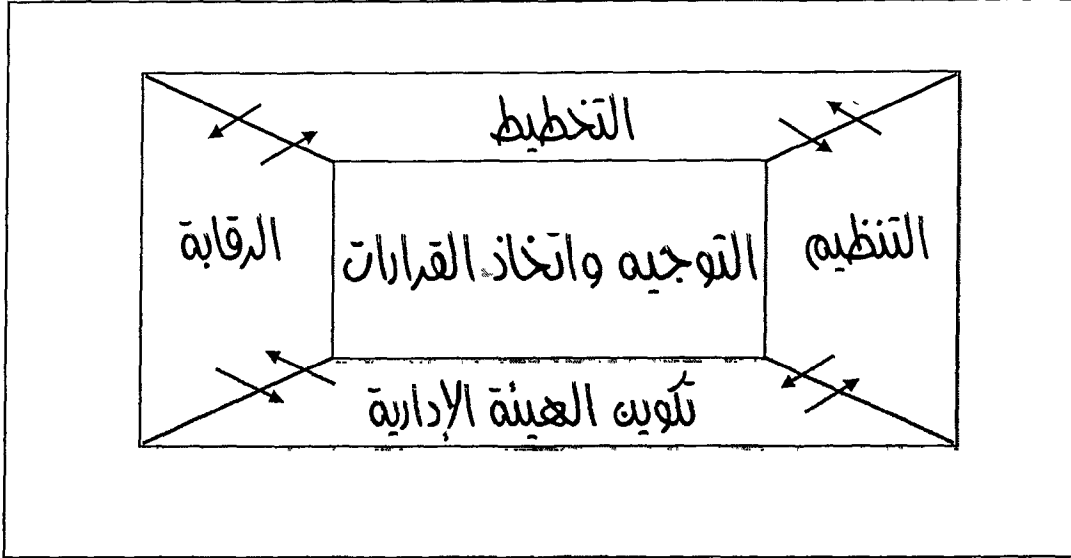 التخطيط
التنظيم
التوجيه واتخاذ القرارات
الرقابة
تكوين الهيئة الإدارية